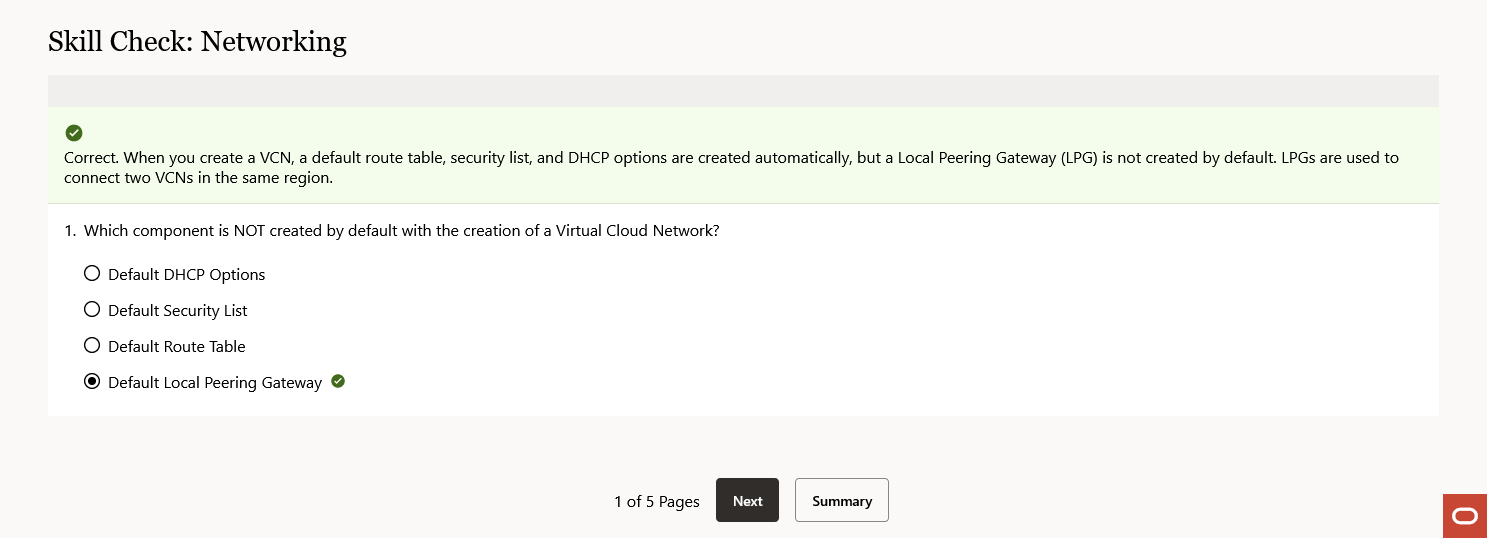 Skill Check: Networking
Correct. When you create a VCN, a default route table, security list, and DHCP options are created automatically, but a Local Peering Gateway (LPG) is not created by default. LPGs are used to
connect two VCNs in the same region.
1. Which component is NOT created by default with the creation of a Virtual Cloud Network?
Default DHCP Options
Default Security List
Default Route Table
Default Local Peering Gateway
1 of 5 Pages Next Summary